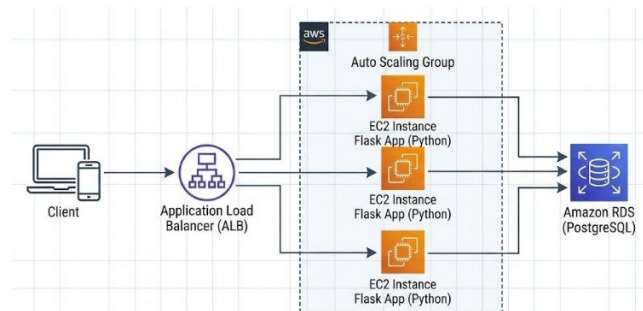 aws
Auto Scaling Group
EC2 Instance
Flask App (Python)
EC2 Instance
Flask App (Python)
EC2 Instance
Flask App (Python)
Client
Application Load
Balancer (ALB)
Amazon RDS
(PostgreSQL)